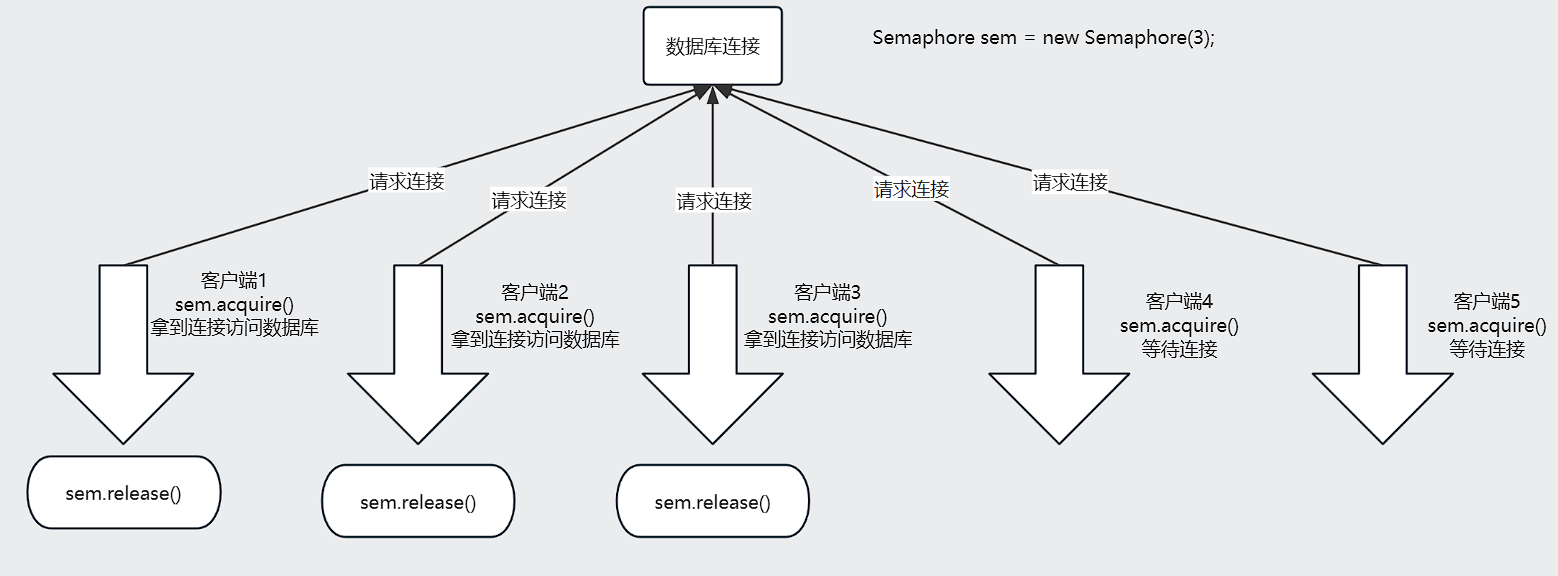 数据库连接
Semaphore sem = new Semaphore(3);
请求连接
请求连接
请求连接
请求连接
请求连接
客户端1
sem.acquire()
拿到连接访问数据库
客户端2
sem.acquire()
拿到连接访问数据库
客户端3
sem.acquire()
拿到连接访问数据库
客户端4
sem.acquire()
等待连接
客户端5
sem.acquire()
等待连接
sem.release()
sem.release()
sem.release()